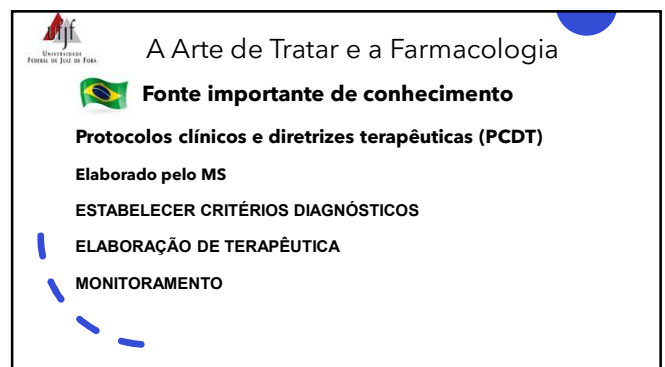 ufjf
UNIVERSIDADE
FEDERAL DE JUIZ DE FORA
A Arte de Tratar e a Farmacologia
Fonte importante de conhecimento
Protocolos clínicos e diretrizes terapêuticas (PCDT)
Elaborado pelo MS
ESTABELECER CRITÉRIOS DIAGNÓSTICOS
ELABORAÇÃO DE TERAPÊUTICA
MONITORAMENTO